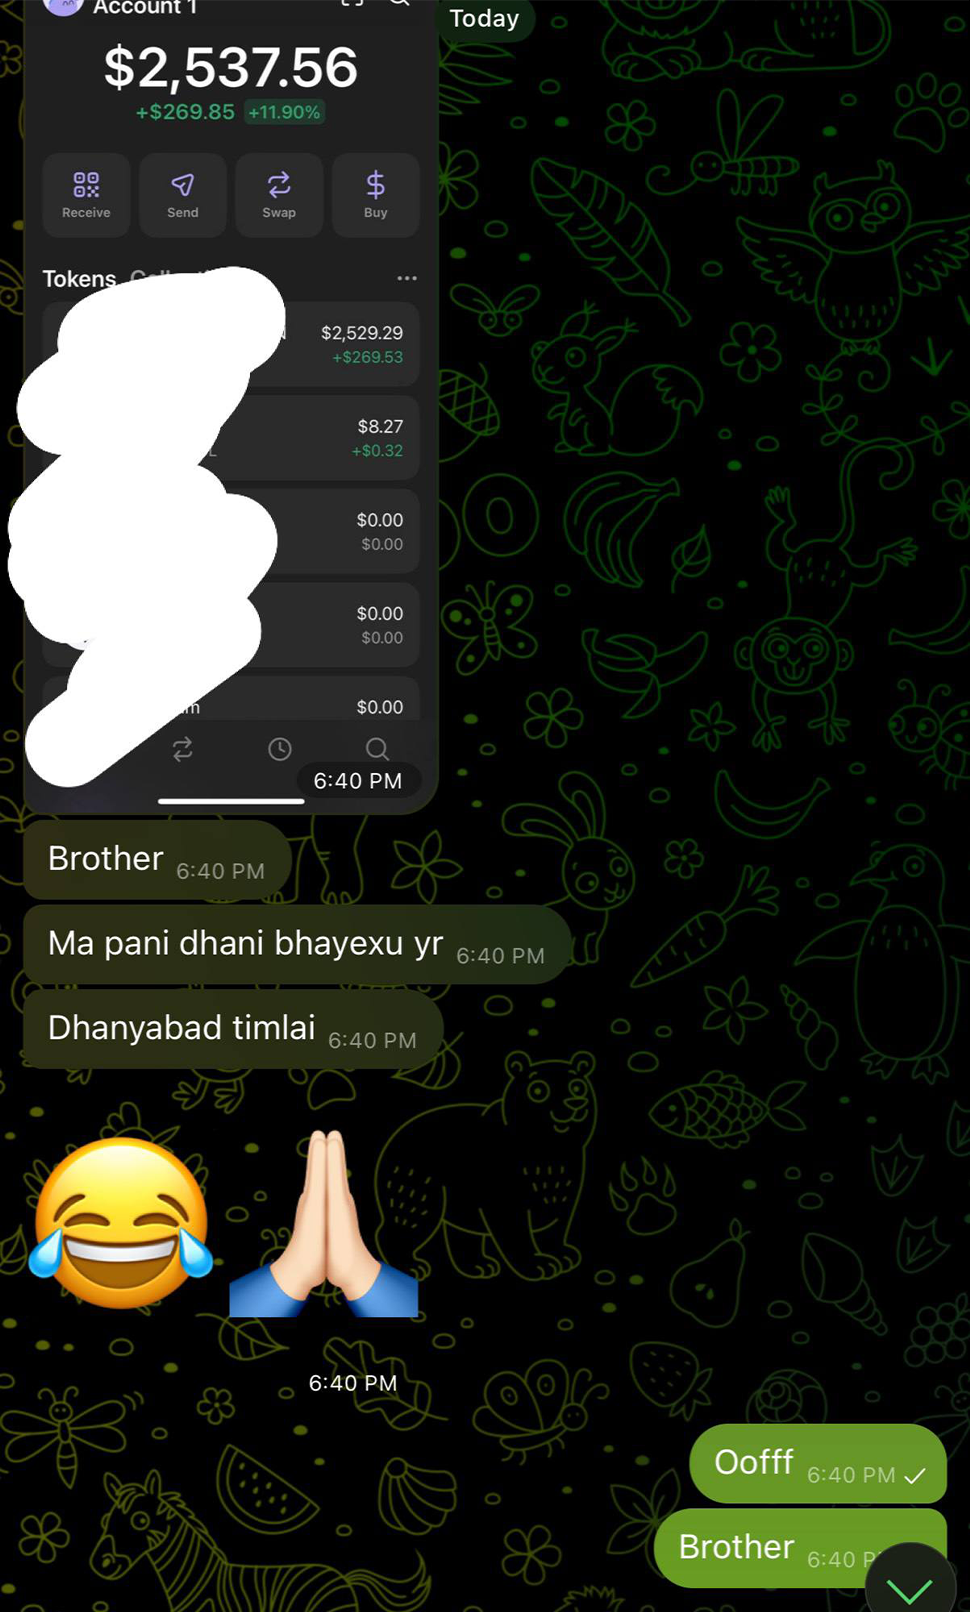 Account 1
Today
$2,537.56
+$269.85 +11.90%
Receive Send Swap Buy
Tokens
$2,529.29
+$269.53
$8.27
+$0.32
$0.00
$0.00
$0.00
$0.00
$0.00
6:40 PM
Brother 6:40 PM
Ma pani dhani bhayexu yr 6:40 PM
Dhanyabad timlai 6:40 PM
6:40 PM
Oofff 6:40 PM
Brother 6:40